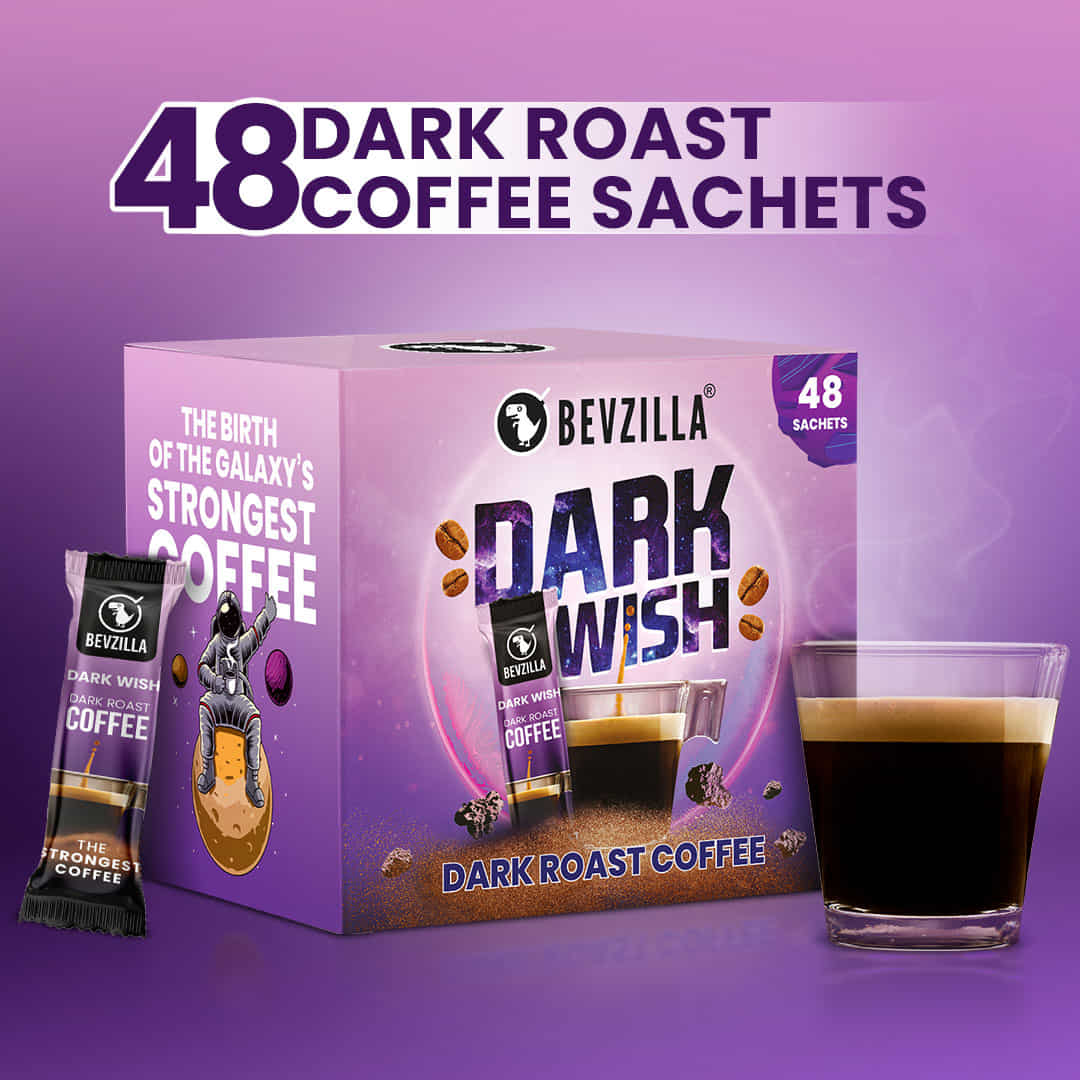 48 DARK ROAST
COFFEE SACHETS
THE BIRTH
OF THE GALAXY'S
STRONGEST
COFFEE
BEVZILLA®
48
SACHETS
DARK
WISH
BEVZILLA
DARK WISH
DARK ROAST
COFFEE
DARK ROAST COFFEE
BEVZILLA
DARK WISH
DARK ROAST
COFFEE
THE
STRONGEST
COFFEE